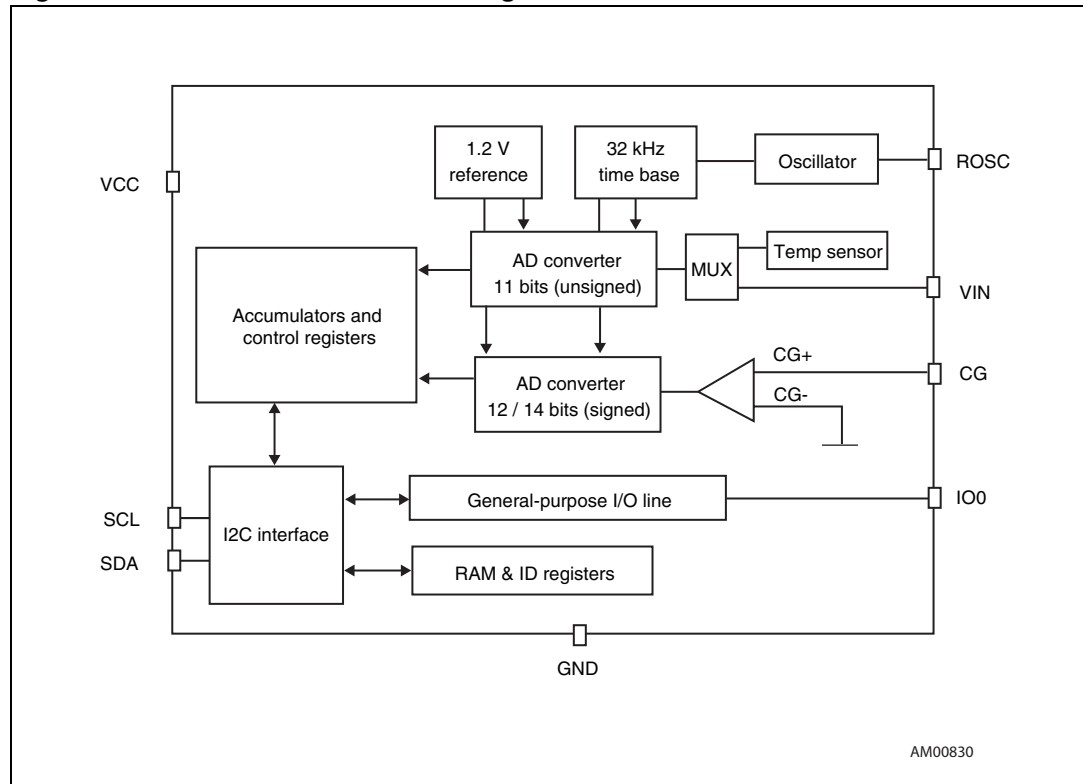 1.2 V
reference
32 kHz
time base
Oscillator
ROSC
VCC
AD converter
11 bits (unsigned)
MUX
Temp sensor
VIN
Accumulators and
control registers
AD converter
12 / 14 bits (signed)
CG+
CG-
CG
General-purpose I/O line
IO0
SCL
I2C interface
SDA
RAM & ID registers
GND
AM00830